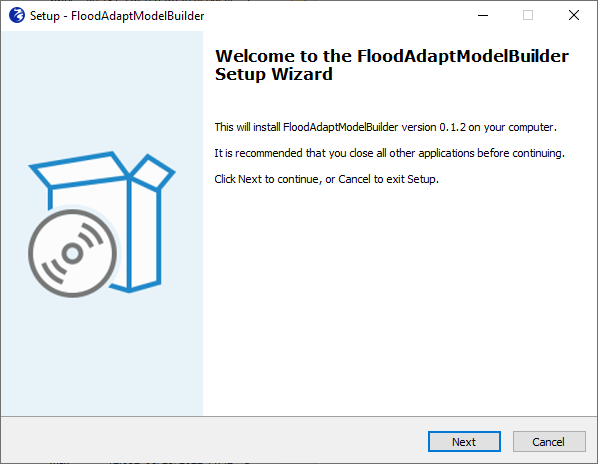 Setup - FloodAdaptModelBuilder
Welcome to the FloodAdaptModelBuilder
Setup Wizard
This will install FloodAdaptModelBuilder version 0.1.2 on your computer.
It is recommended that you close all other applications before continuing.
Click Next to continue, or Cancel to exit Setup.
Next
Cancel